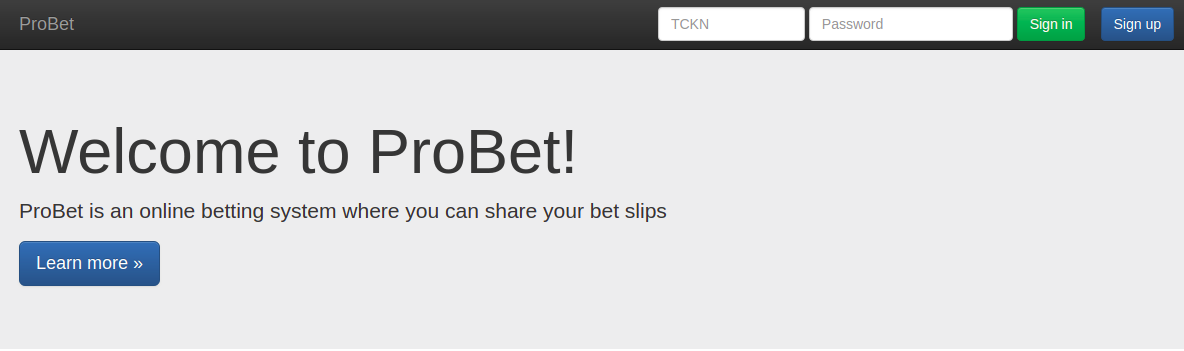 ProBet TCKN Password Sign in Sign up
Welcome to ProBet!
ProBet is an online betting system where you can share your bet slips
Learn more »